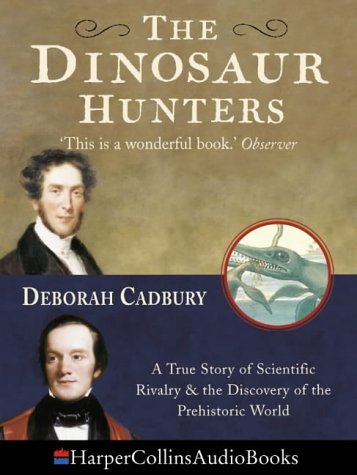 THE
DINOSAUR
HUNTERS
‘This is a wonderful book.’ Observer
DEBORAH CADBURY
A True Story of Scientific
Rivalry & the Discovery of the
Prehistoric World
HarperCollinsAudioBooks